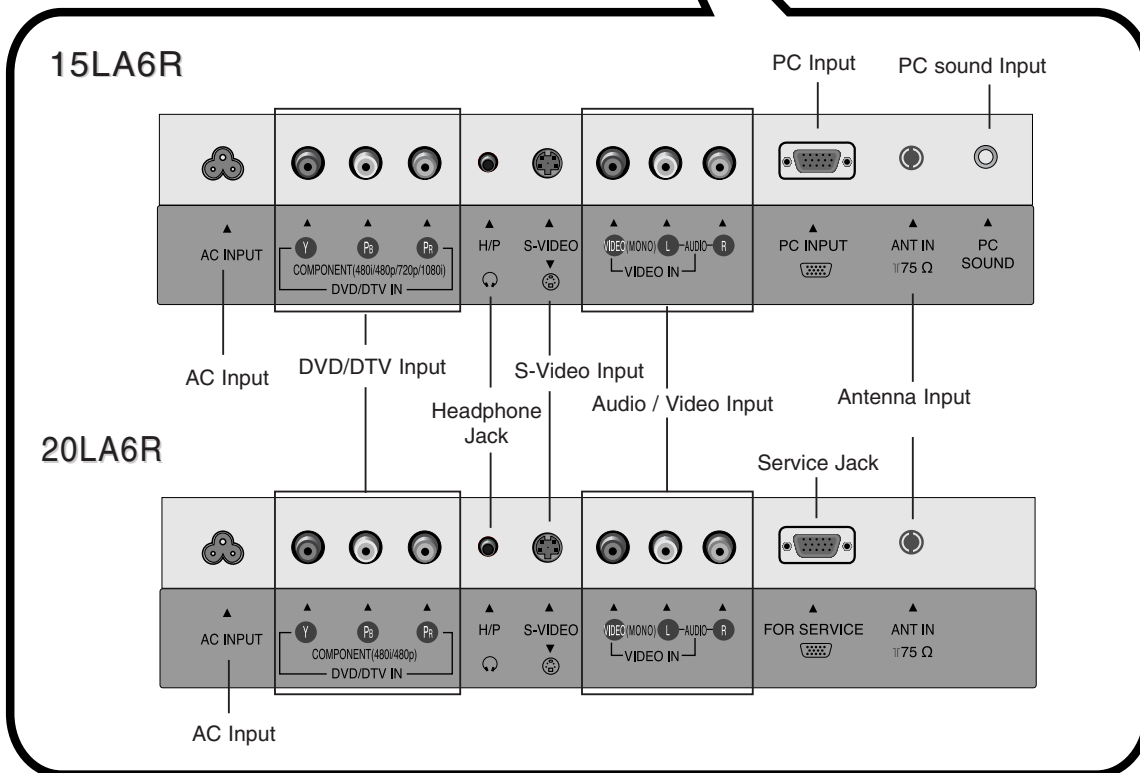 15LA6R
PC Input
PC sound Input
AC INPUT
Y PB PR
COMPONENT(480i/480p/720p/1080i)
DVD/DTV IN
H/P
S-VIDEO
VIDEO (MONO) L AUDIO R
VIDEO IN
PC INPUT
ANT IN
75 Ω
PC
SOUND
AC Input
DVD/DTV Input
Headphone
Jack
S-Video Input
Audio / Video Input
Antenna Input
20LA6R
Service Jack
AC INPUT
Y PB PR
COMPONENT(480i/480p)
DVD/DTV IN
H/P
S-VIDEO
VIDEO (MONO) L AUDIO R
VIDEO IN
FOR SERVICE
ANT IN
75 Ω
AC Input